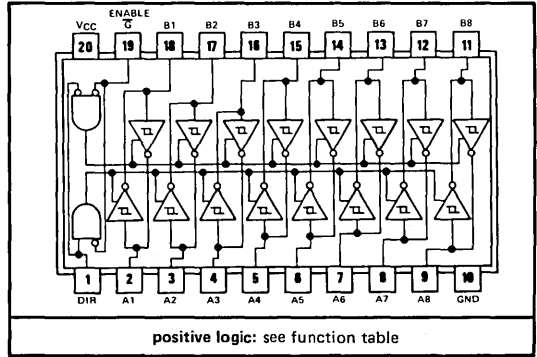 ENABLE
VCC G B1 B2 B3 B4 B5 B6 B7 B8
20 19 18 17 16 15 14 13 12 11
1 2 3 4 5 6 7 8 9 10
DIR A1 A2 A3 A4 A5 A6 A7 A8 GND
positive logic: see function table